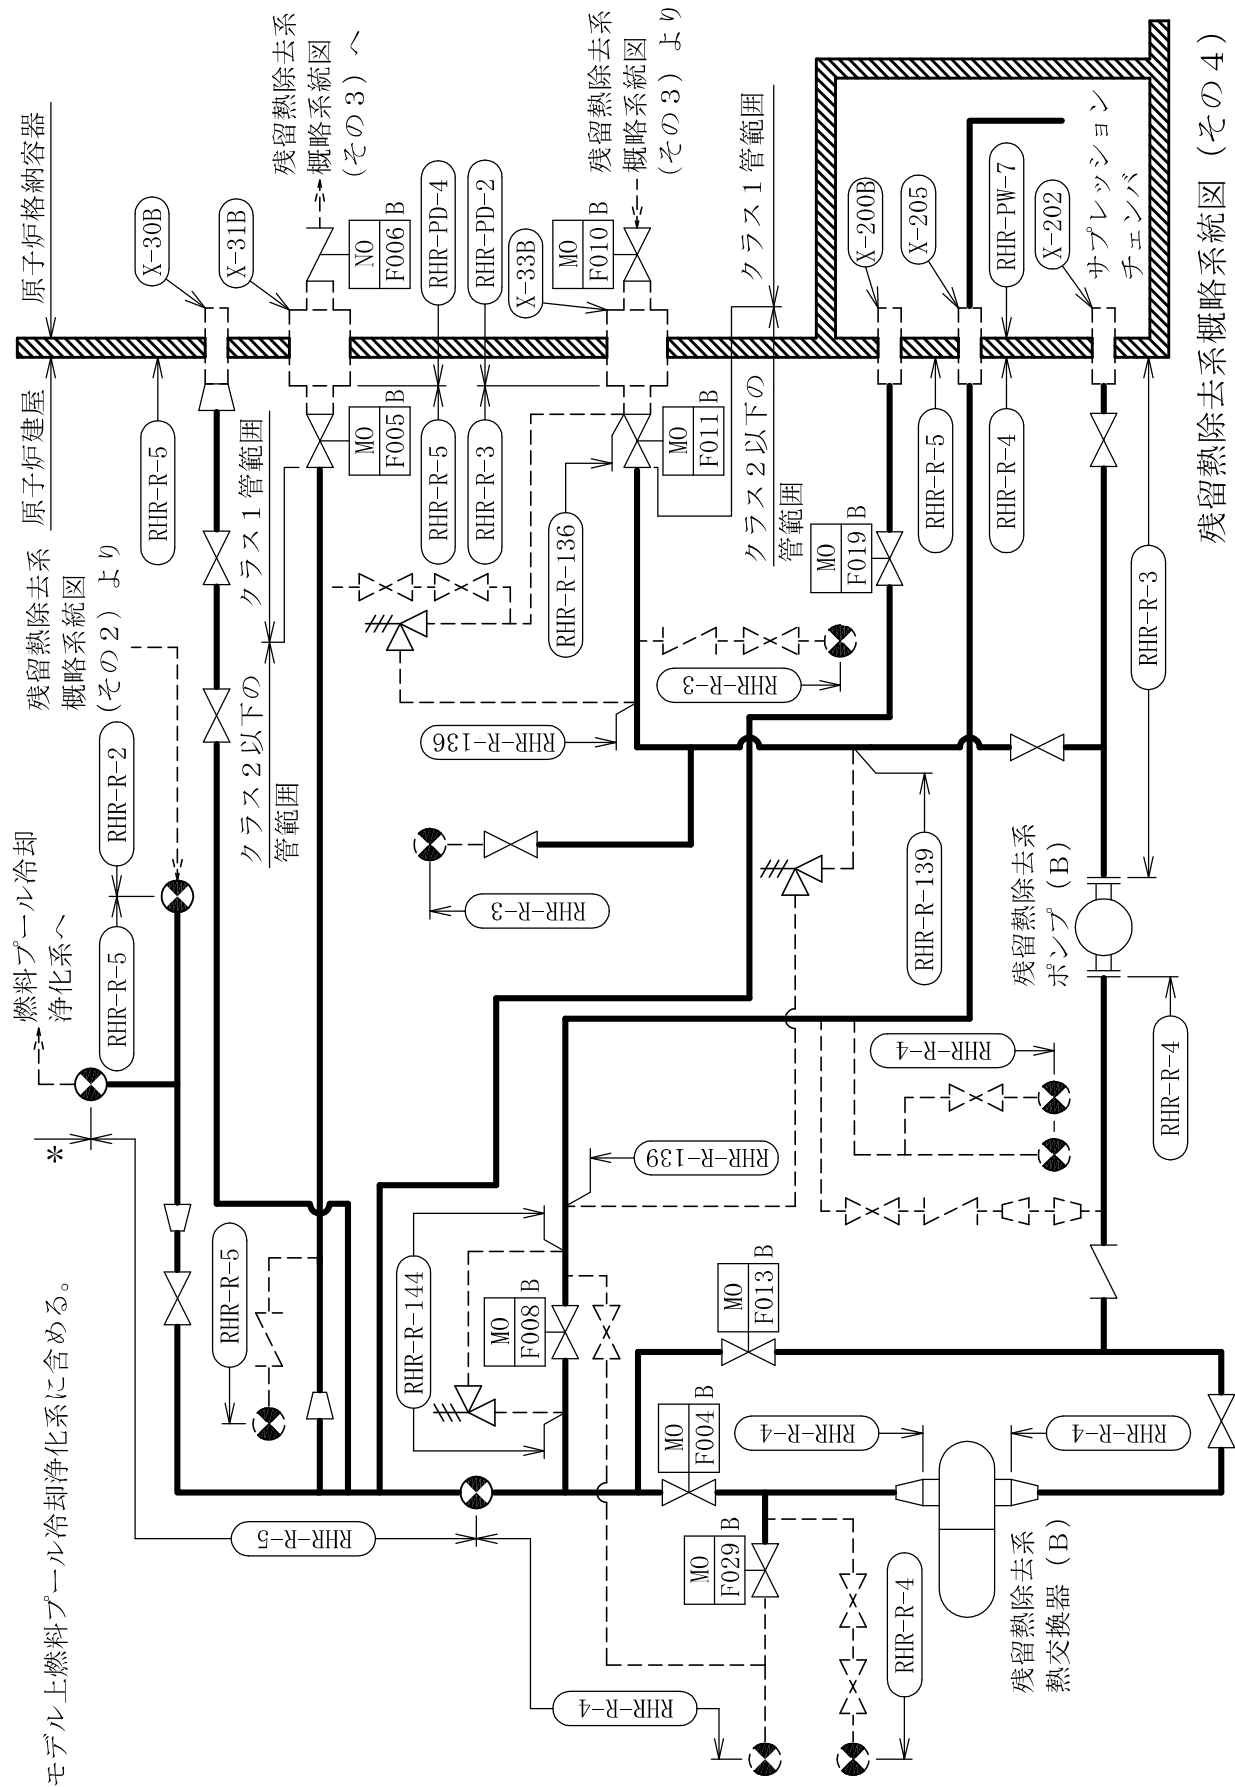 モデル上燃料プール冷却浄化系に含める。
*
燃料プール冷却
浄化系へ
RHR-R-5
RHR-R-2
残留熱除去系
概略系統図
(その２) より
原子炉建屋
原子炉格納容器
RHR-R-5
X-30B
X-31B
残留熱除去系
概略系統図
(その３) へ
クラス２以下の
管範囲
クラス１管範囲
MO
F005
B
NO
F006
B
RHR-R-5
RHR-PD-4
RHR-R-3
RHR-PD-2
X-33B
MO
F010
B
残留熱除去系
概略系統図
(その３) より
RHR-R-5
RHR-R-5
RHR-R-144
MO
F008
B
RHR-R-139
RHR-R-3
RHR-R-136
RHR-R-136
MO
F011
B
クラス２以下の
管範囲
クラス１管範囲
RHR-R-3
MO
F019
B
X-200B
RHR-R-5
X-205
RHR-R-4
RHR-PW-7
X-202
サプレッション
チェンバ
RHR-R-4
MO
F029
B
MO
F004
B
MO
F013
B
RHR-R-4
RHR-R-4
RHR-R-4
残留熱除去系
熱交換器 (B)
RHR-R-4
RHR-R-4
RHR-R-139
残留熱除去系
ポンプ (B)
RHR-R-3
残留熱除去系概略系統図 (その４)